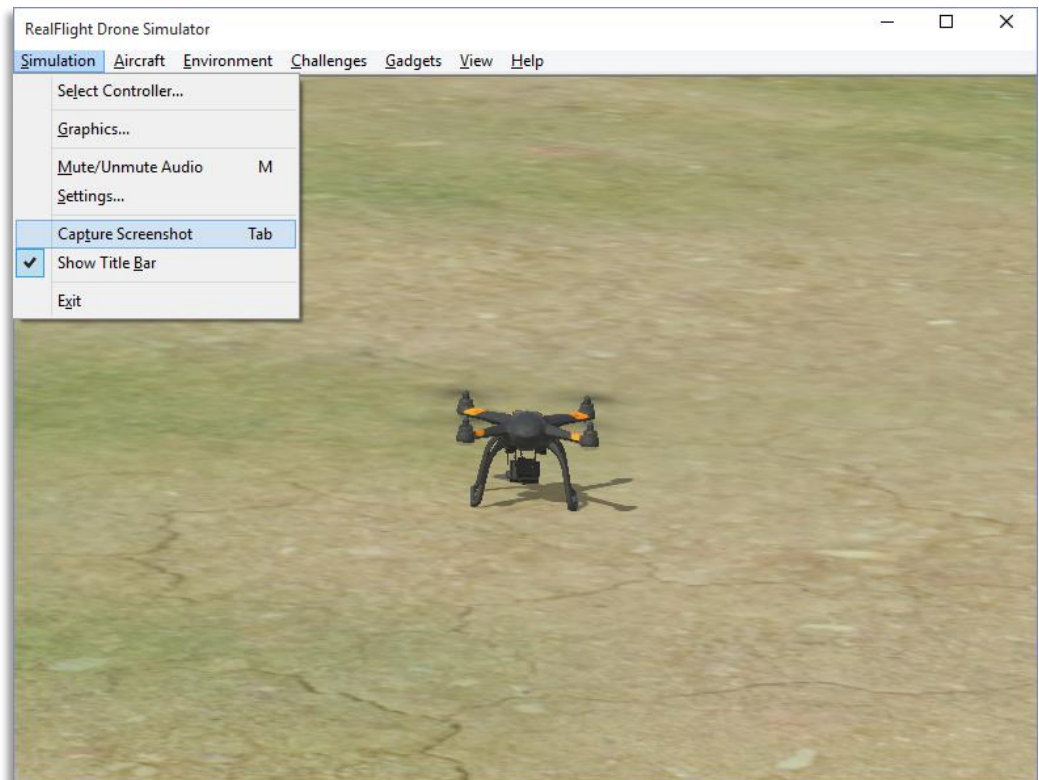 RealFlight Drone Simulator
Simulation Aircraft Environment Challenges Gadgets View Help
Select Controller...
Graphics...
Mute/Unmute Audio M
Settings...
Capture Screenshot Tab
Show Title Bar
Exit